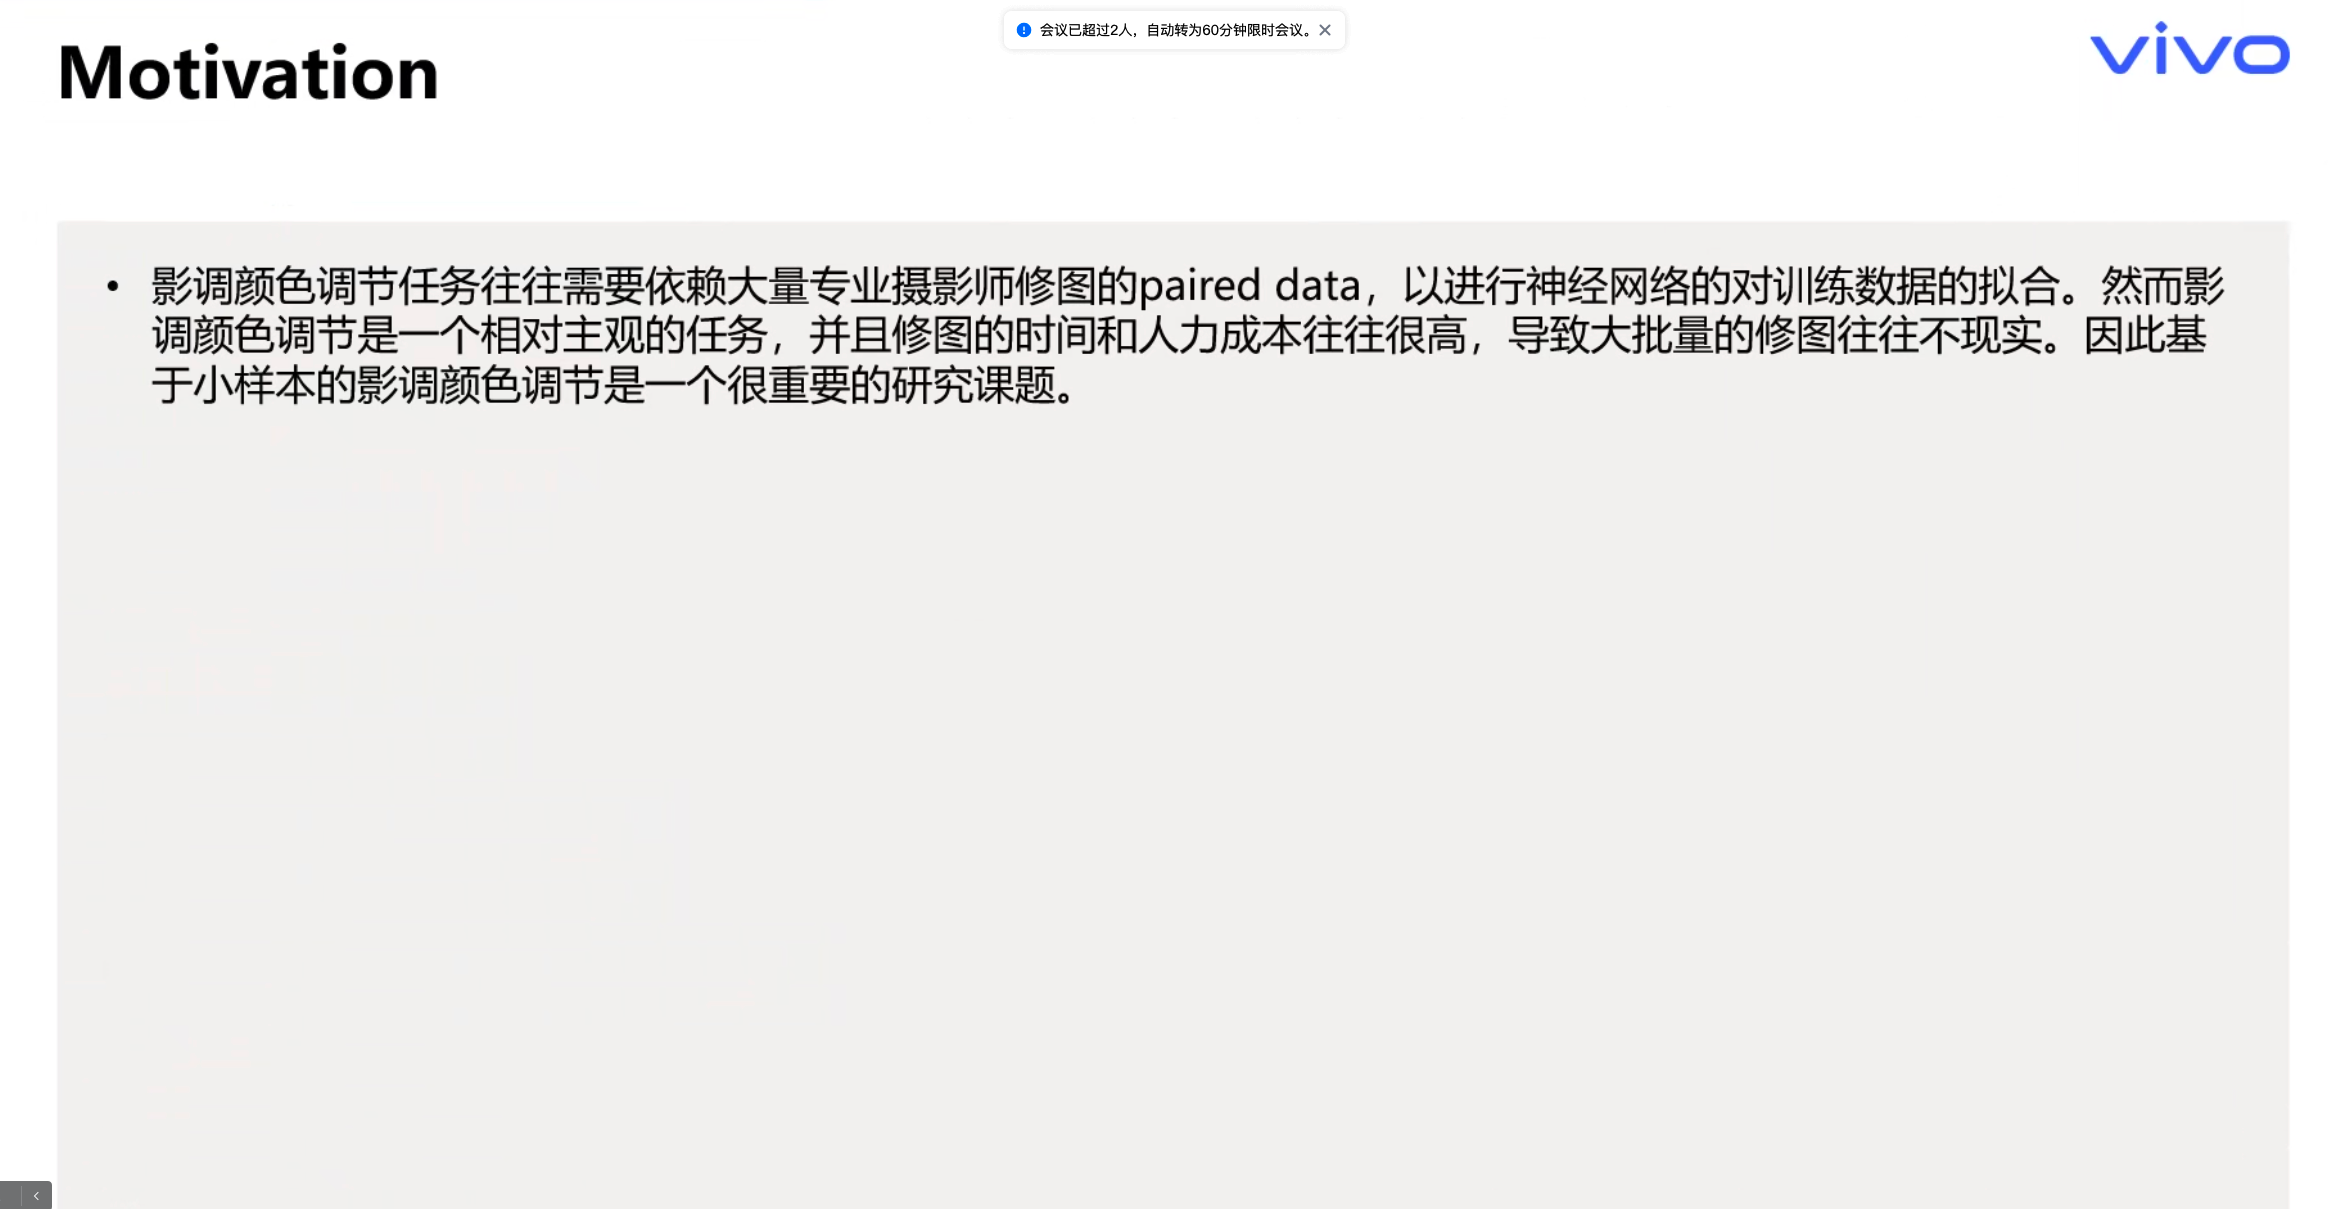 会议已超过2人，自动转为60分钟限时会议。
Motivation
vivo
• 影调颜色调节任务往往需要依赖大量专业摄影师修图的paired data，以进行神经网络的对训练数据的拟合。然而影
调颜色调节是一个相对主观的任务，并且修图的时间和人力成本往往很高，导致大批量的修图往往不现实。因此基
于小样本的影调颜色调节是一个很重要的研究课题。